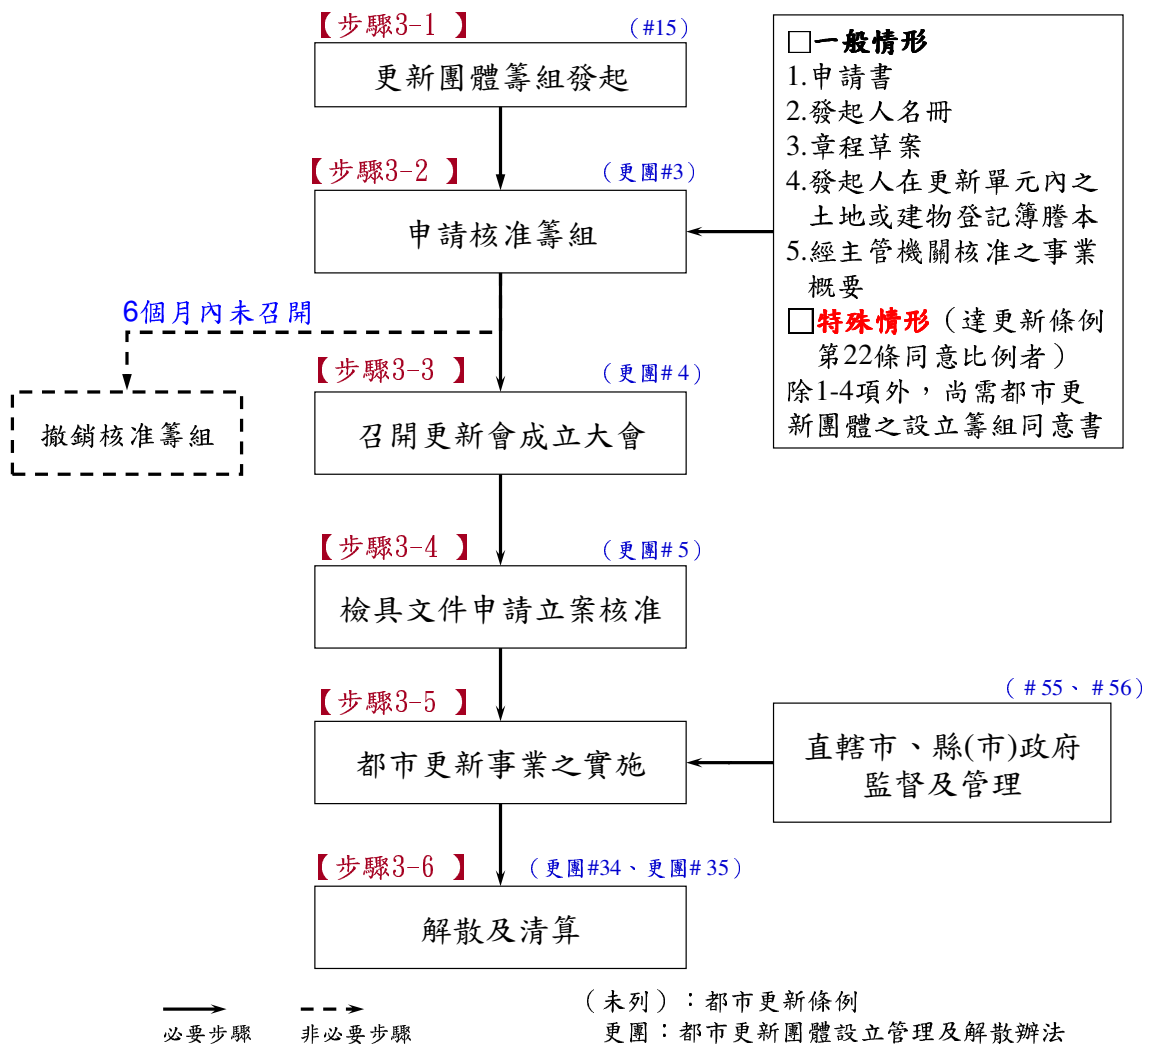 【步驟3-1 】
（#15）
更新團體籌組發起
【步驟3-2 】
（更團#3）
申請核准籌組
□一般情形
1.申請書
2.發起人名冊
3.章程草案
4.發起人在更新單元內之
土地或建物登記簿謄本
5.經主管機關核准之事業
概要
□特殊情形（達更新條例
第22條同意比例者）
除1-4項外，尚需都市更
新團體之設立籌組同意書
6個月內未召開
撤銷核准籌組
【步驟3-3 】
（更團#4）
召開更新會成立大會
【步驟3-4 】
（更團#5）
檢具文件申請立案核准
【步驟3-5 】
都市更新事業之實施
（#55、#56）
直轄市、縣(市)政府
監督及管理
【步驟3-6 】
（更團#34、更團#35）
解散及清算
必要步驟
非必要步驟
（未列）：都市更新條例
更團：都市更新團體設立管理及解散辦法